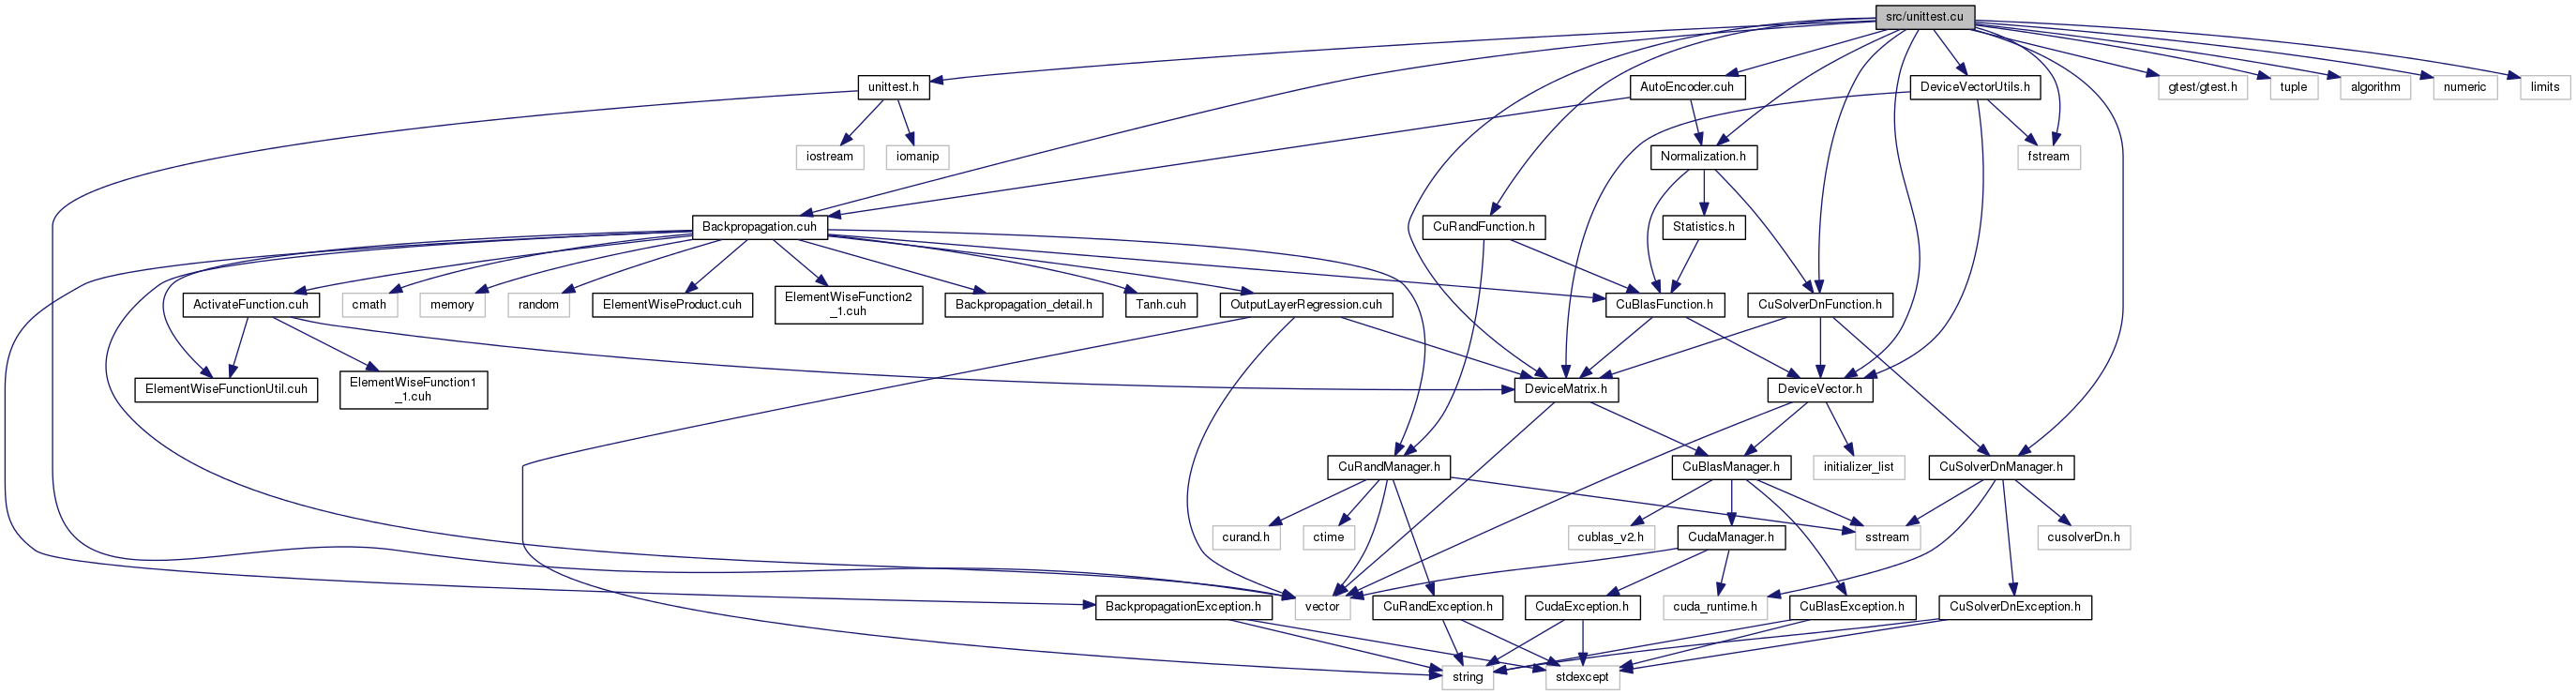 src/unittest.cu
unittest.h
AutoEncoder.cuh
DeviceVectorUtils.h
gtest/gtest.h
tuple
algorithm
numeric
limits
iostream
iomanip
Normalization.h
fstream
Backpropagation.cuh
CuRandFunction.h
Statistics.h
ActivateFunction.cuh
cmath
memory
random
ElementWiseProduct.cuh
ElementWiseFunction2
_1.cuh
Backpropagation_detail.h
Tanh.cuh
OutputLayerRegression.cuh
CuBlasFunction.h
CuSolverDnFunction.h
ElementWiseFunctionUtil.cuh
ElementWiseFunction1
_1.cuh
DeviceMatrix.h
DeviceVector.h
CuRandManager.h
CuBlasManager.h
initializer_list
CuSolverDnManager.h
curand.h
ctime
cublas_v2.h
CudaManager.h
sstream
cusolverDn.h
BackpropagationException.h
vector
CuRandException.h
CudaException.h
cuda_runtime.h
CuBlasException.h
CuSolverDnException.h
string
stdexcept